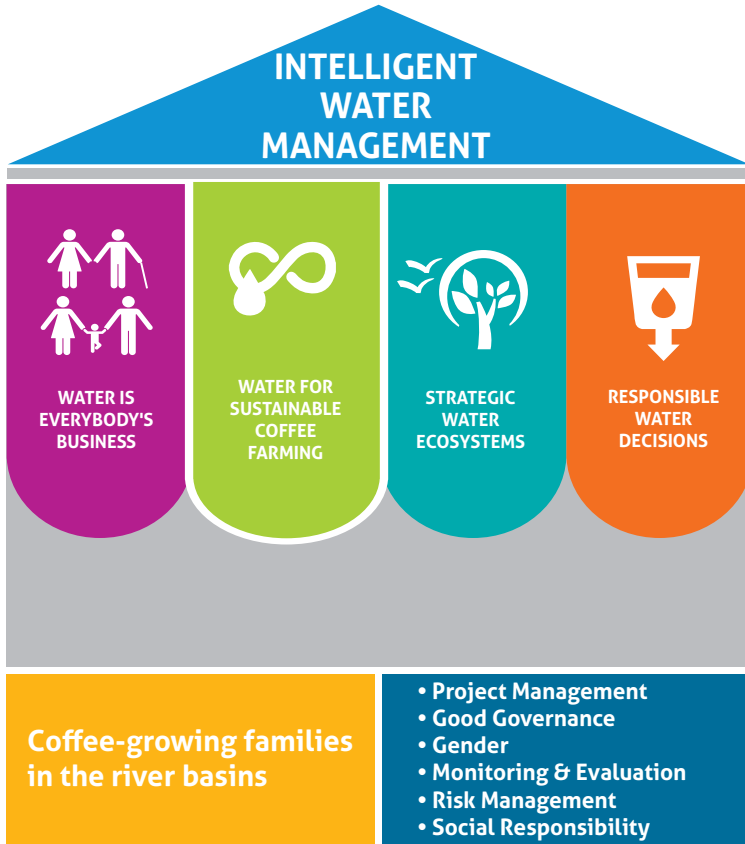 INTELLIGENT
WATER
MANAGEMENT
WATER IS
EVERYBODY'S
BUSINESS
WATER FOR
SUSTAINABLE
COFFEE
FARMING
STRATEGIC
WATER
ECOSYSTEMS
RESPONSIBLE
WATER
DECISIONS
Coffee-growing families
in the river basins
• Project Management
• Good Governance
• Gender
• Monitoring & Evaluation
• Risk Management
• Social Responsibility